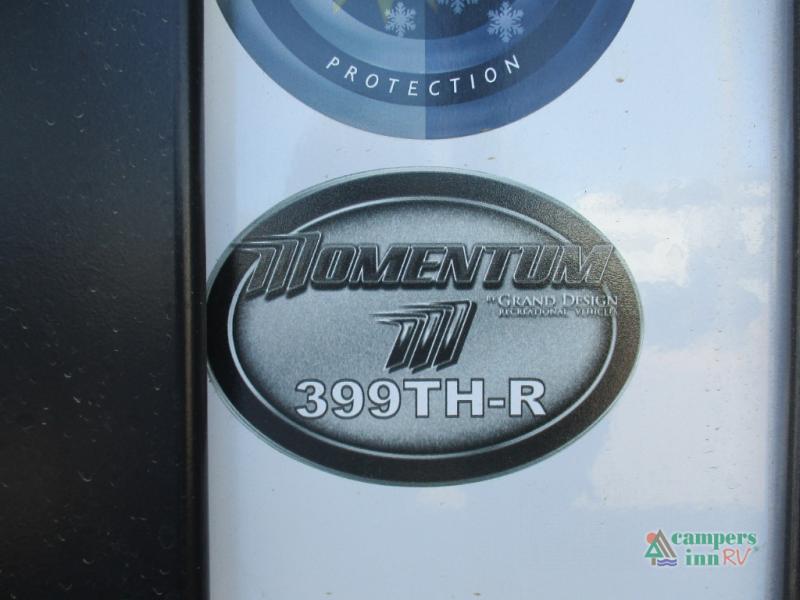 PROTECTION
MOMENTUM
BY GRAND DESIGN
RECREATIONAL VEHICLES
399TH-R
campers
inn RV